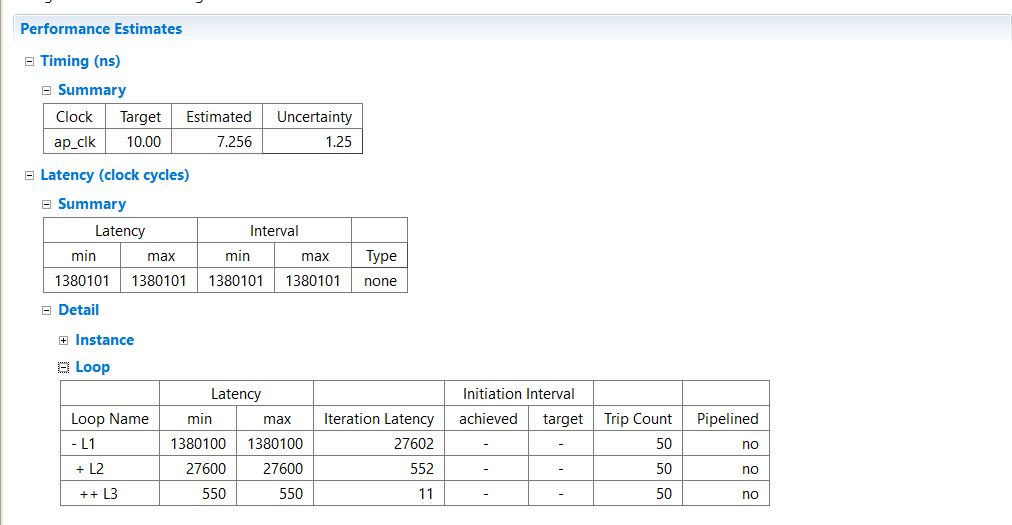 Performance Estimates
Timing (ns)
Summary
Clock Target Estimated Uncertainty
ap_clk 10.00 7.256 1.25
Latency (clock cycles)
Summary
Latency Interval
min max min max Type
1380101 1380101 1380101 1380101 none
Detail
Instance
Loop
Latency Initiation Interval
Loop Name min max Iteration Latency achieved target Trip Count Pipelined
- L1 1380100 1380100 27602 - - 50 no
+ L2 27600 27600 552 - - 50 no
++ L3 550 550 11 - - 50 no